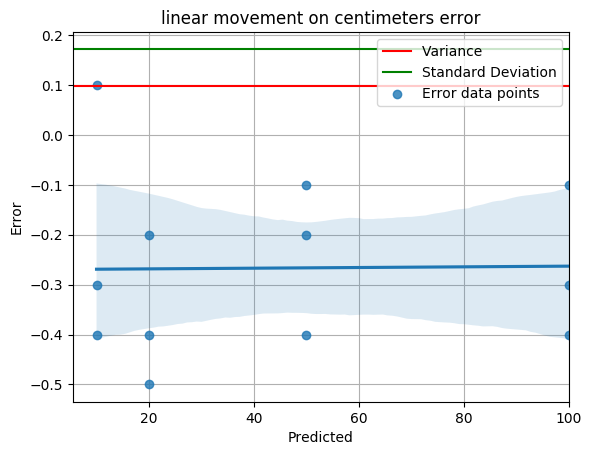 linear movement on centimeters error
Variance
Standard Deviation
Error data points
Error
0.2
0.1
0.0
−0.1
−0.2
−0.3
−0.4
−0.5
20 40 60 80 100
Predicted